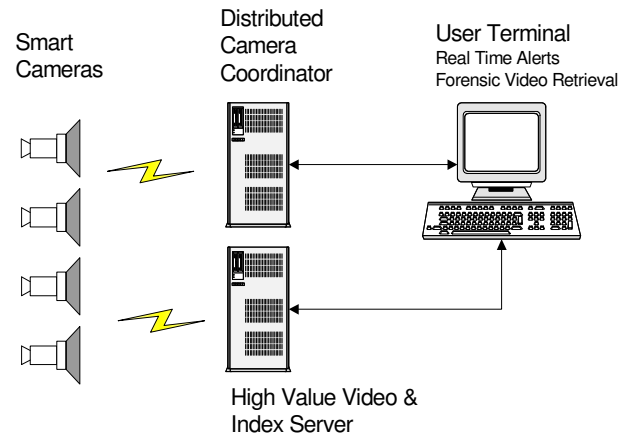 Smart
Cameras
Distributed
Camera
Coordinator
User Terminal
Real Time Alerts
Forensic Video Retrieval
High Value Video &
Index Server